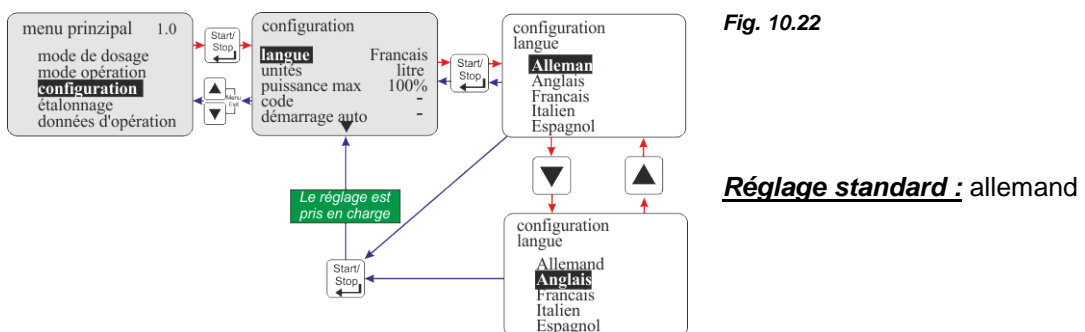 menu prinzipal 1.0
mode de dosage
mode opération
configuration
étalonnage
données d'opération
Start/
Stop
Menu
Exit
configuration
langue Francais
unités litre
puissance max 100%
code -
démarrage auto -
Start/
Stop
configuration
langue
Alleman
Anglais
Francais
Italien
Espagnol
Fig. 10.22
Réglage standard : allemand
Le réglage est
pris en charge
Start/
Stop
configuration
langue
Allemand
Anglais
Francais
Italien
Espagnol